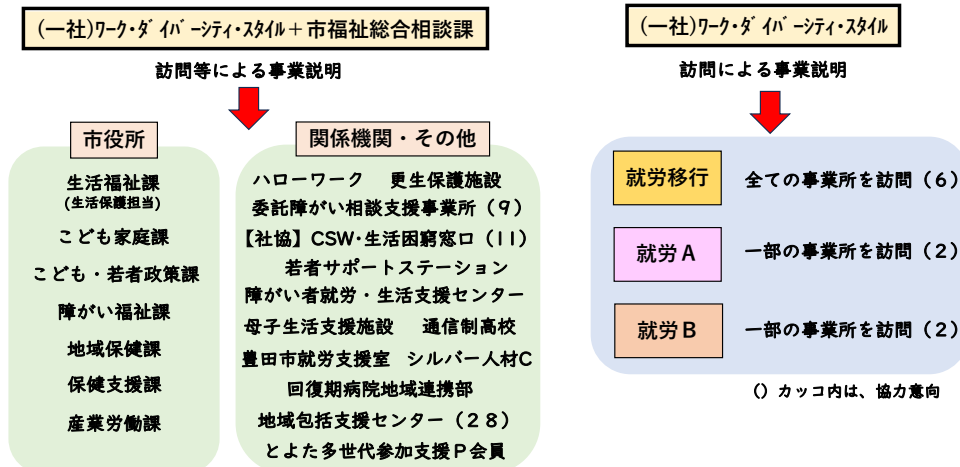 (一社)ﾜｰｸ･ﾀﾞｲﾊﾞｰｼﾃｨ･ｽﾀｲﾙ＋市福祉総合相談課
訪問等による事業説明
市役所
生活福祉課
(生活保護担当)
こども家庭課
こども・若者政策課
障がい福祉課
地域保健課
保健支援課
産業労働課
関係機関・その他
ハローワーク　更生保護施設
委託障がい相談支援事業所（９）
【社協】CSW･生活困窮窓口（１１）
若者サポートステーション
障がい者就労・生活支援センター
母子生活支援施設　通信制高校
豊田市就労支援室　シルバー人材C
回復期病院地域連携部
地域包括支援センター（２８）
とよた多世代参加支援Ｐ会員
(一社)ﾜｰｸ･ﾀﾞｲﾊﾞｰｼﾃｨ･ｽﾀｲﾙ
訪問による事業説明
就労移行　全ての事業所を訪問（６）
就労Ａ　一部の事業所を訪問（２）
就労Ｂ　一部の事業所を訪問（２）
（）カッコ内は、協力意向